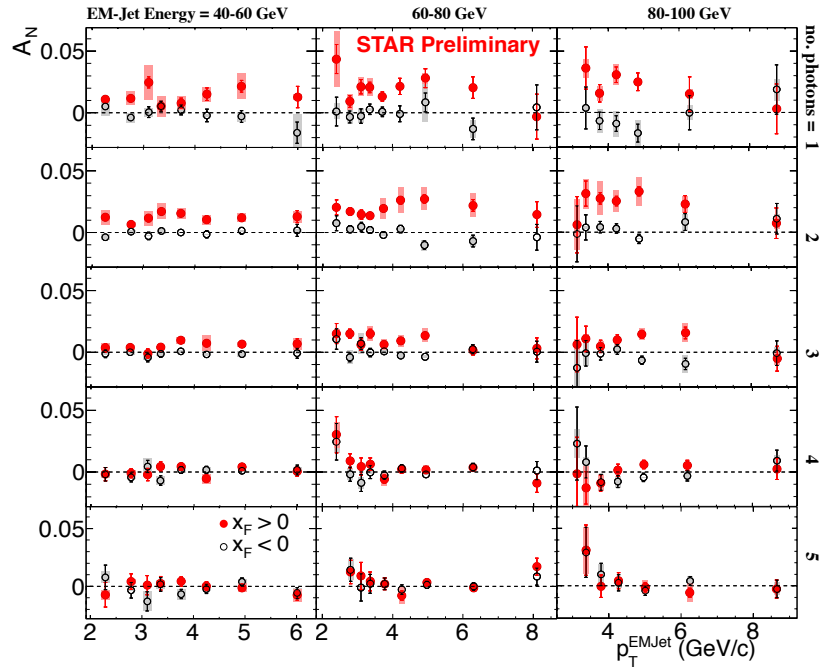 EM-Jet Energy = 40-60 GeV 60-80 GeV 80-100 GeV
A_N
STAR Preliminary
0.05
0
no. photons = 1
0.05
0
2
0.05
0
3
0.05
0
4
0.05
0
5
x_F > 0
x_F < 0
2 3 4 5 6 2 4 6 8 4 6 8
p_T^EMJet (GeV/c)